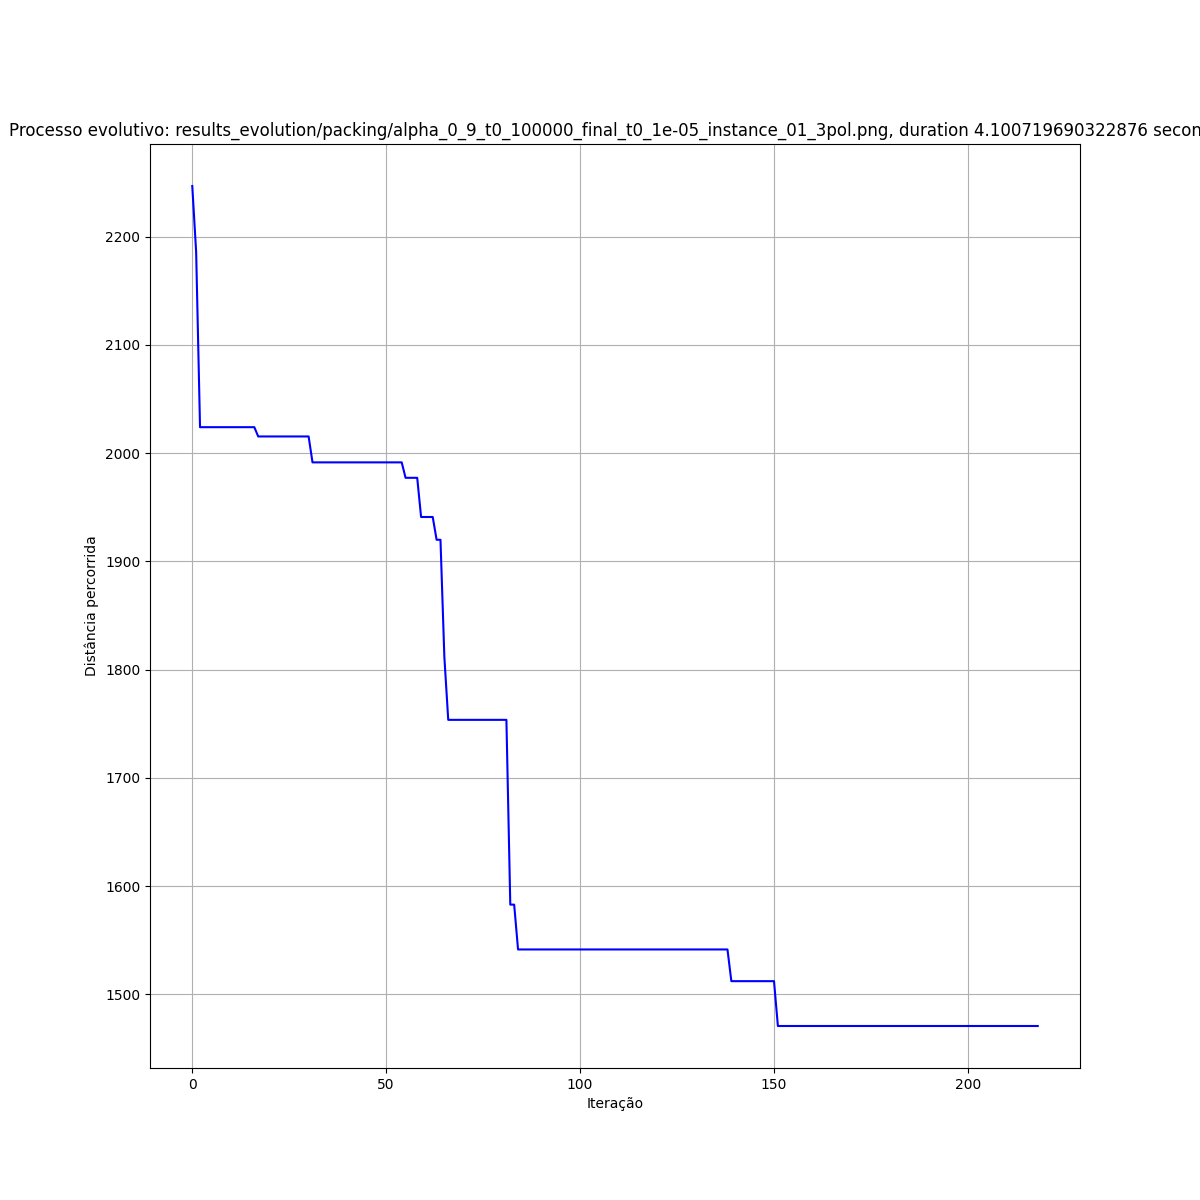 Processo evolutivo: results_evolution/packing/alpha_0_9_t0_100000_final_t0_1e-05_instance_01_3pol.png, duration 4.100719690322876 secon
2200
2100
2000
1900
1800
1700
1600
1500
Distância percorrida
0 50 100 150 200
Iteração